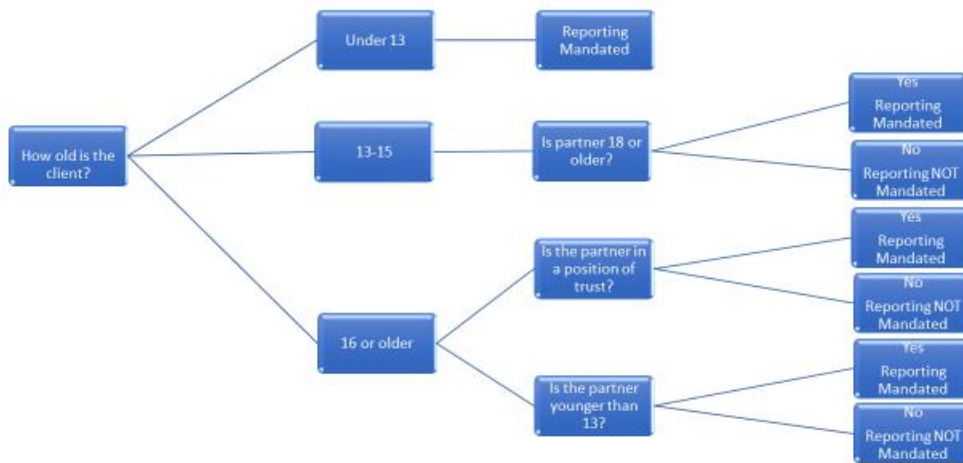 Under 13
Reporting
Mandated
How old is the
client?
13-15
Is partner 18 or
older?
Yes
Reporting
Mandated
No
Reporting NOT
Mandated
16 or older
Is the partner in
a position of
trust?
Yes
Reporting
Mandated
No
Reporting NOT
Mandated
Is the partner
younger than
13?
Yes
Reporting
Mandated
No
Reporting NOT
Mandated